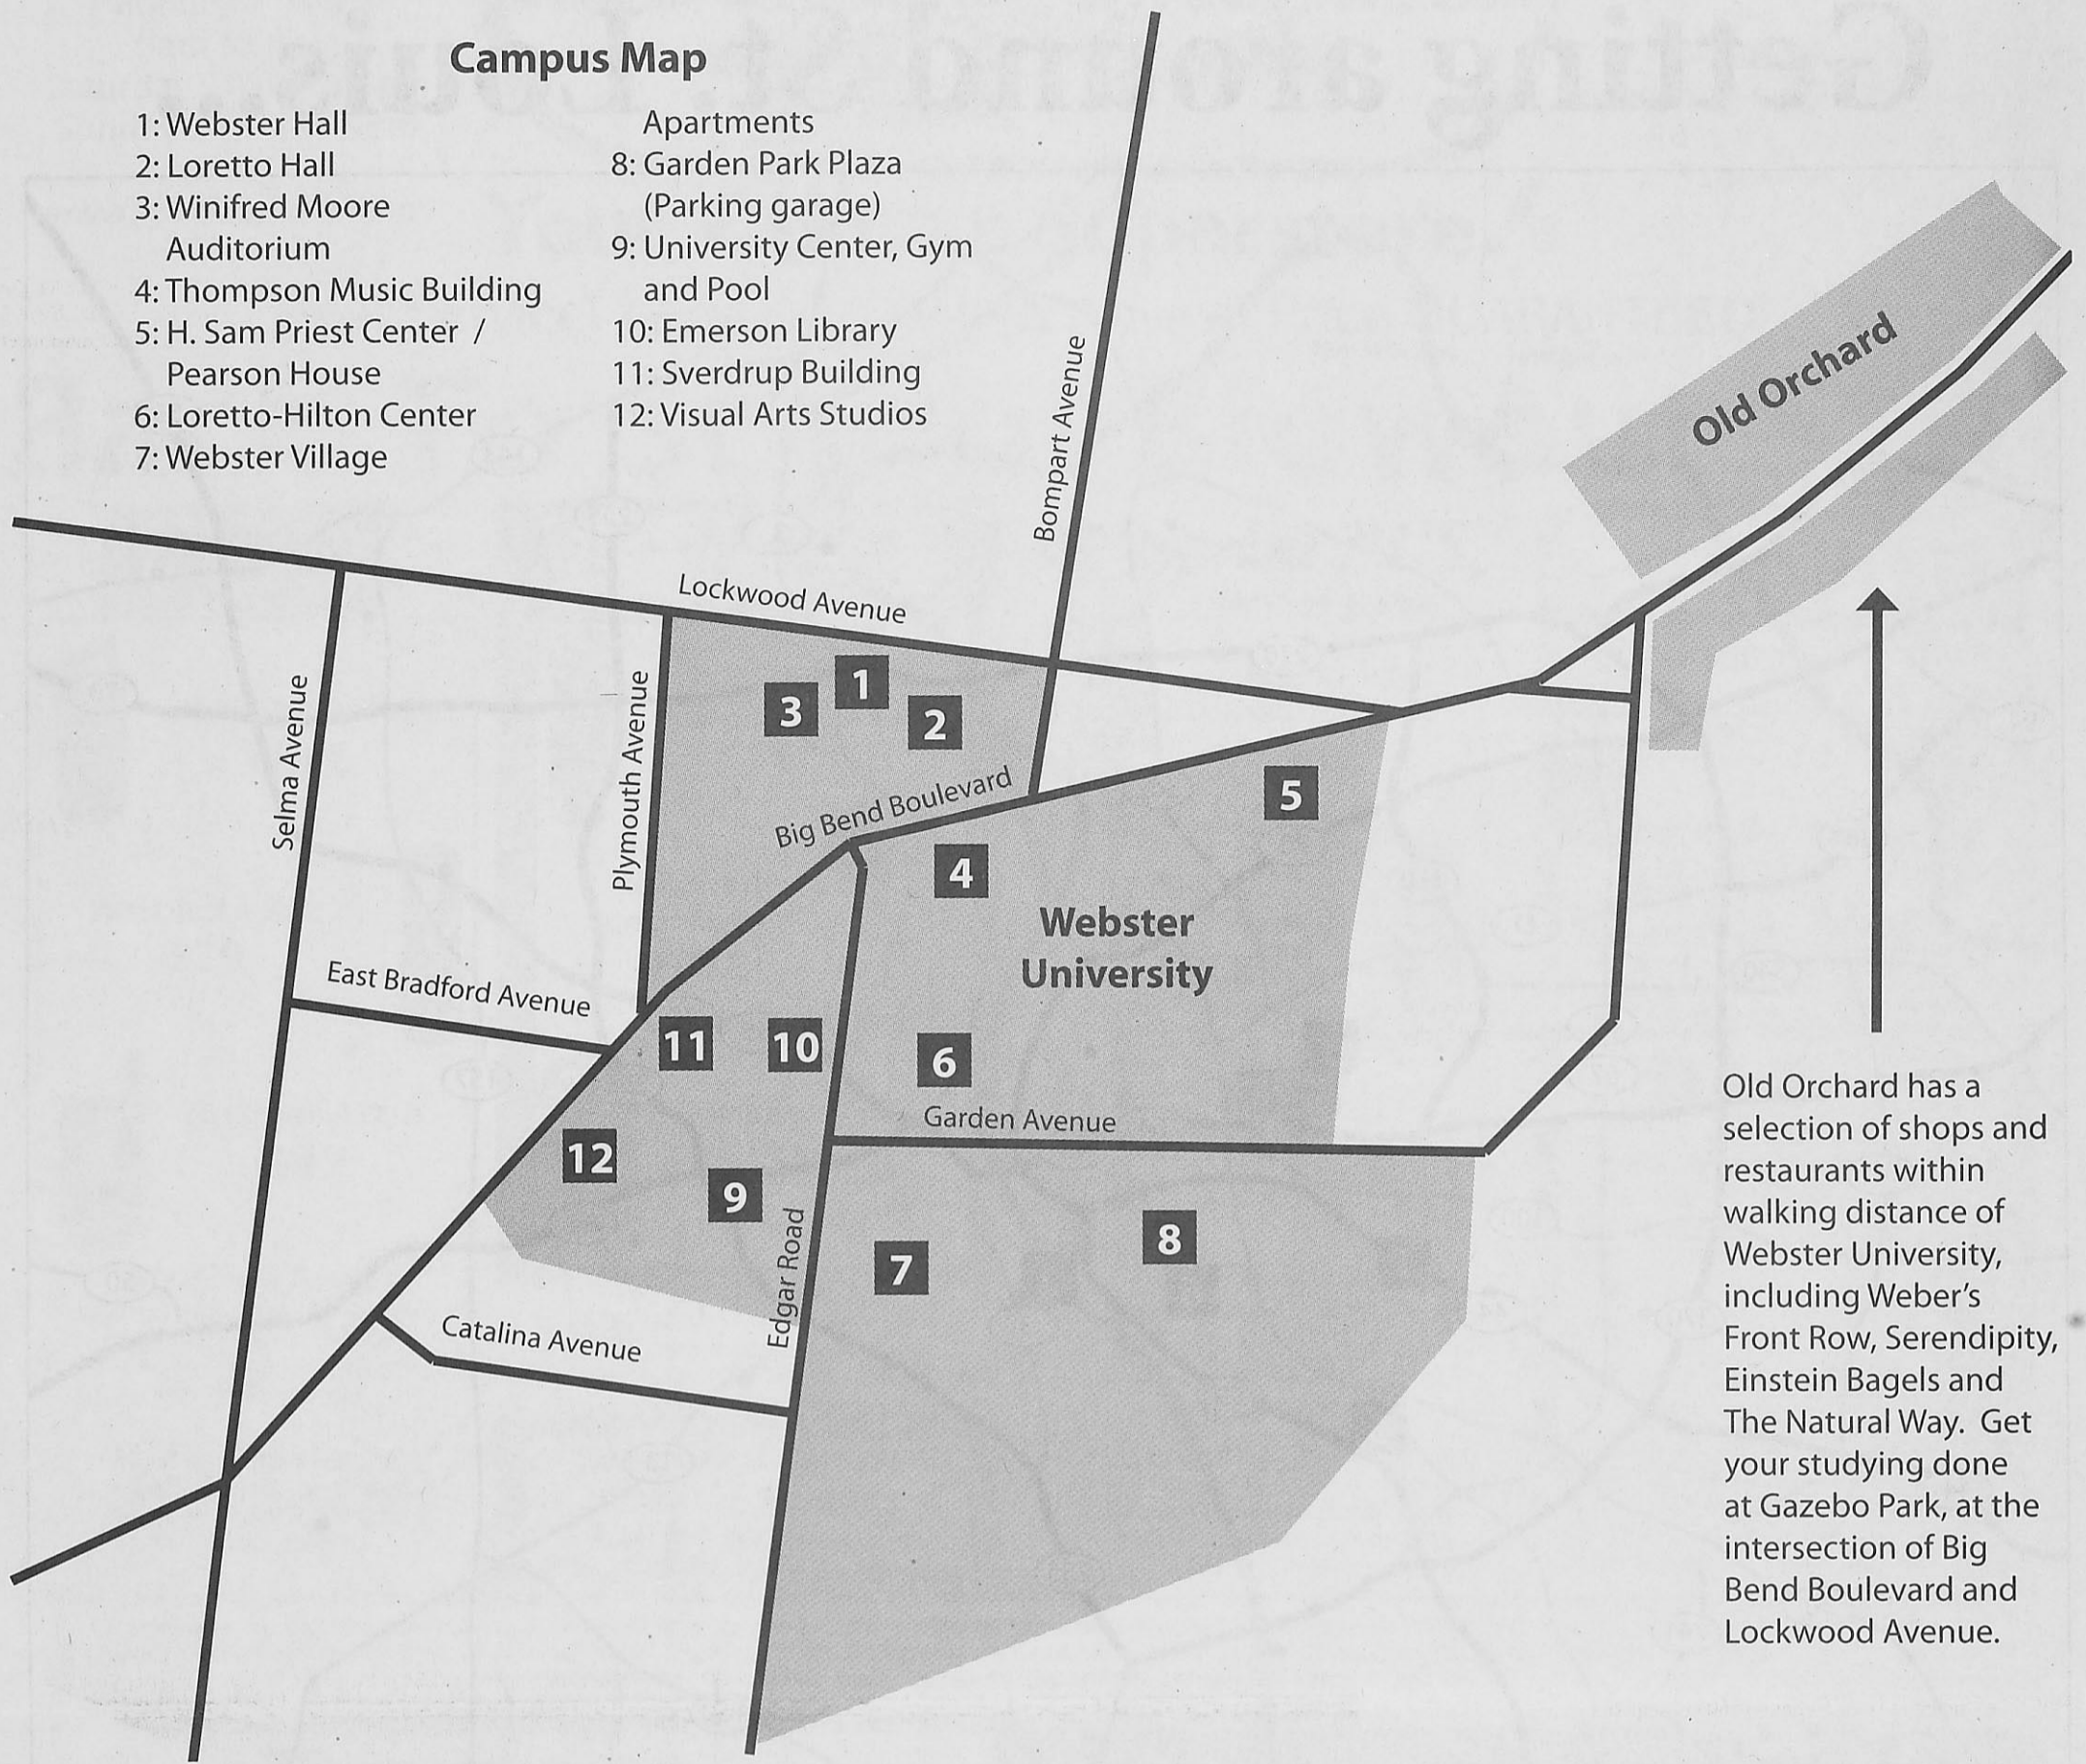 Campus Map
1: Webster Hall
2: Loretto Hall
3: Winifred Moore
Auditorium
4: Thompson Music Building
5: H. Sam Priest Center /
Pearson House
6: Loretto-Hilton Center
7: Webster Village
Apartments
8: Garden Park Plaza
(Parking garage)
9: University Center, Gym
and Pool
10: Emerson Library
11: Sverdrup Building
12: Visual Arts Studios
Bompart Avenue
Old Orchard
Lockwood Avenue
Selma Avenue
Plymouth Avenue
1
3
2
Big Bend Boulevard
5
4
Webster
University
East Bradford Avenue
11
10
6
Garden Avenue
12
9
Edgar Road
7
8
Catalina Avenue
Old Orchard has a
selection of shops and
restaurants within
walking distance of
Webster University,
including Weber's
Front Row, Serendipity,
Einstein Bagels and
The Natural Way. Get
your studying done
at Gazebo Park, at the
intersection of Big
Bend Boulevard and
Lockwood Avenue.